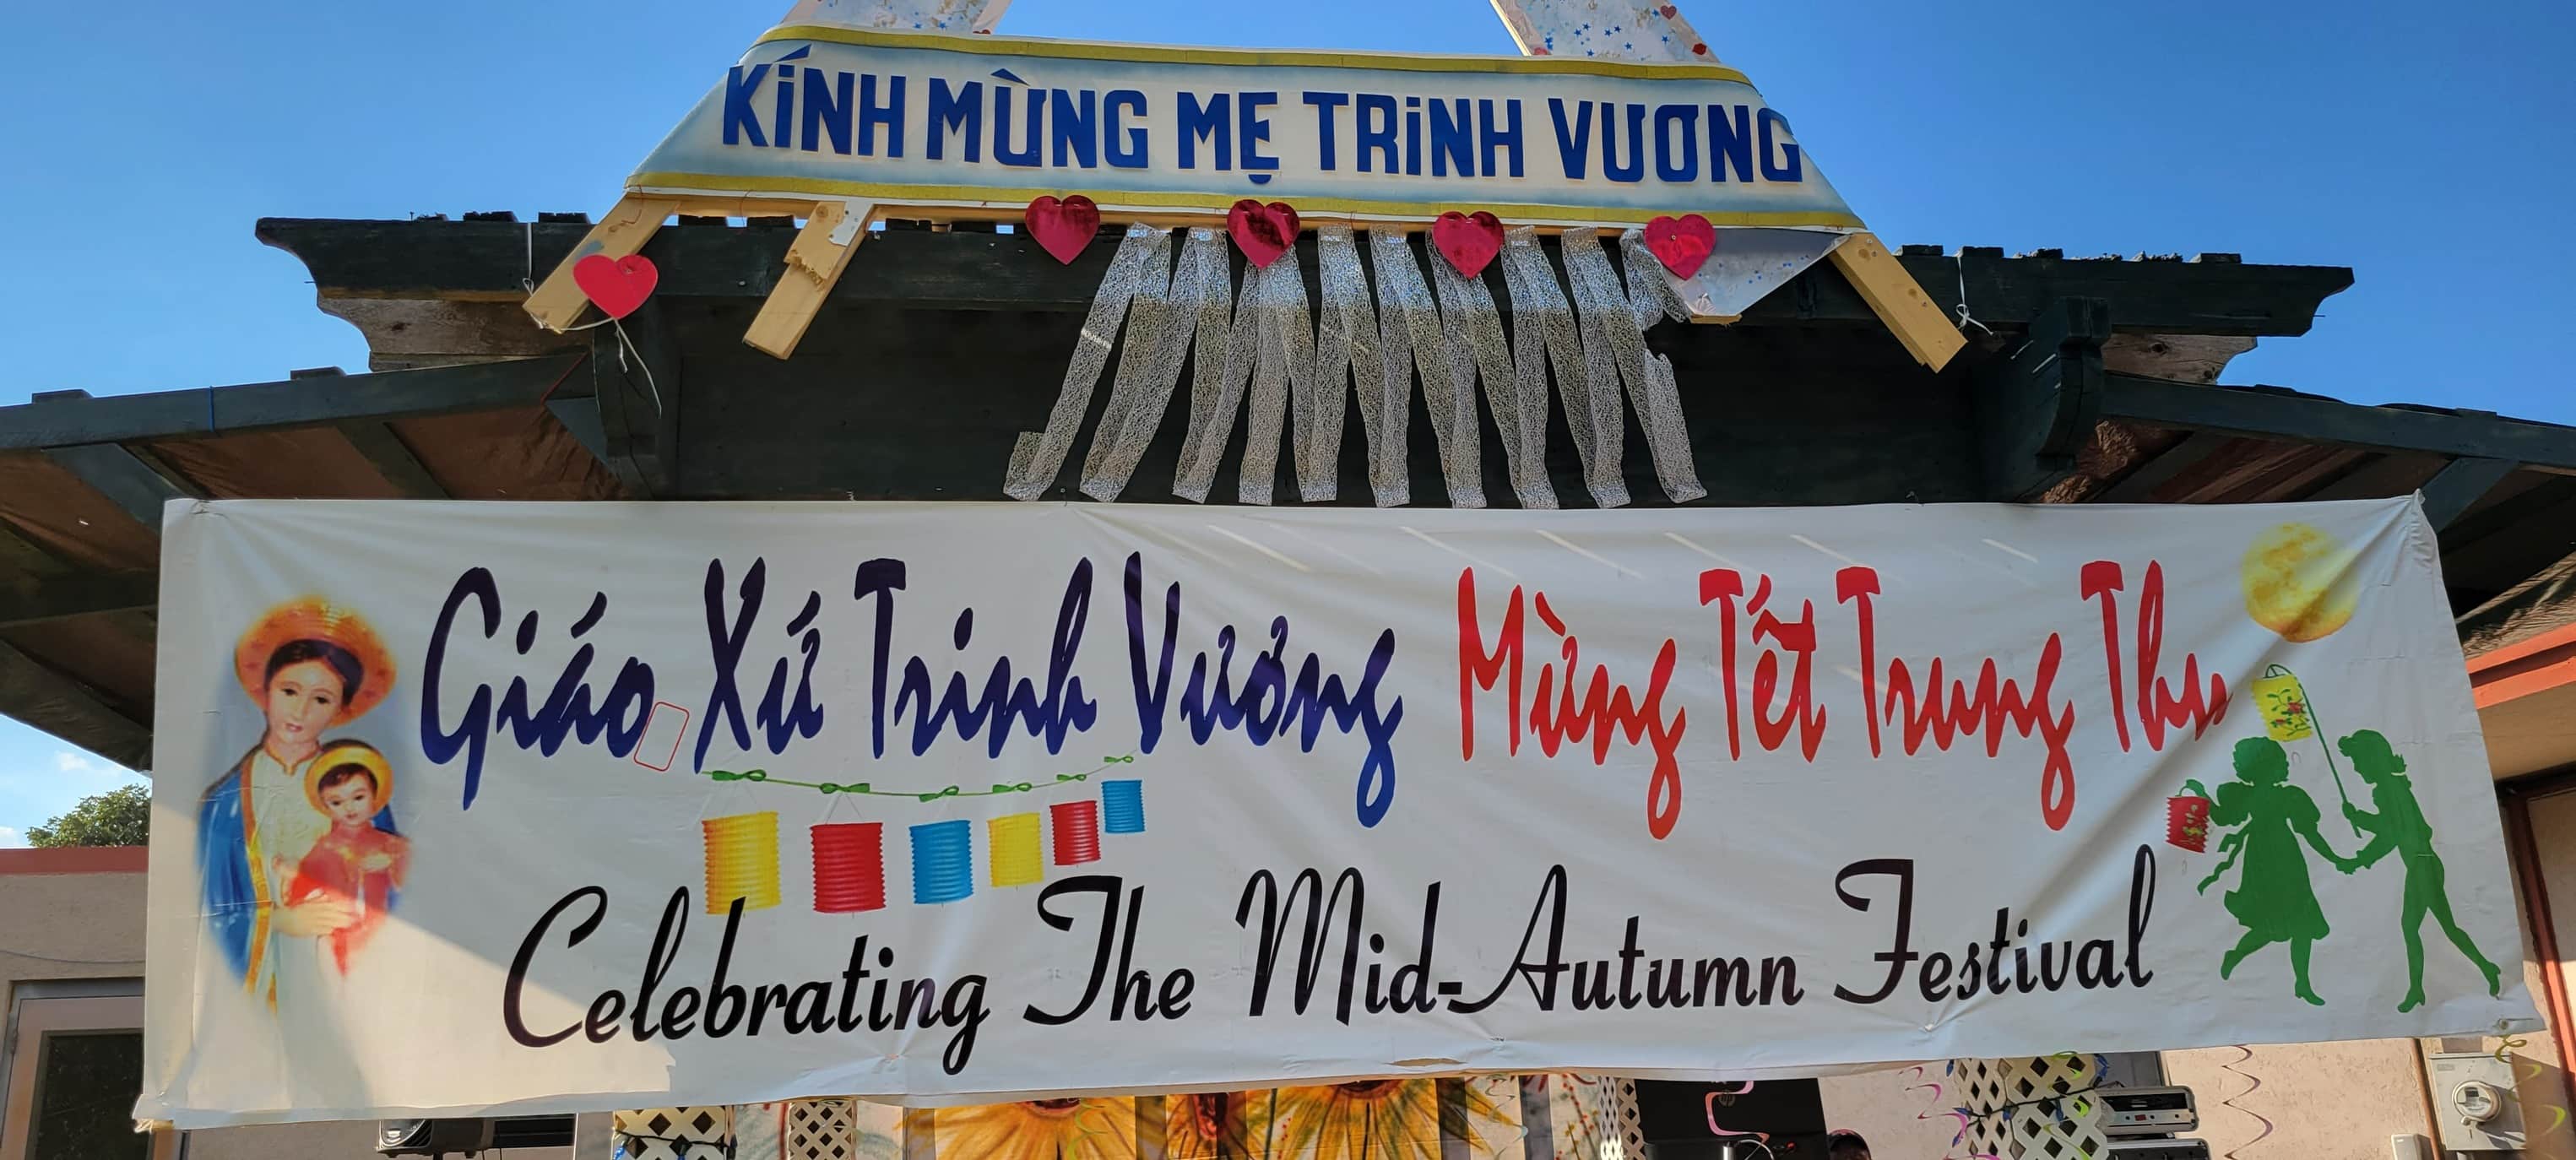 KÍNH MỪNG MẸ TRINH VƯƠNG
Giáo Xứ Trinh Vương Mừng Tết Trung Thu
Celebrating The Mid-Autumn Festival